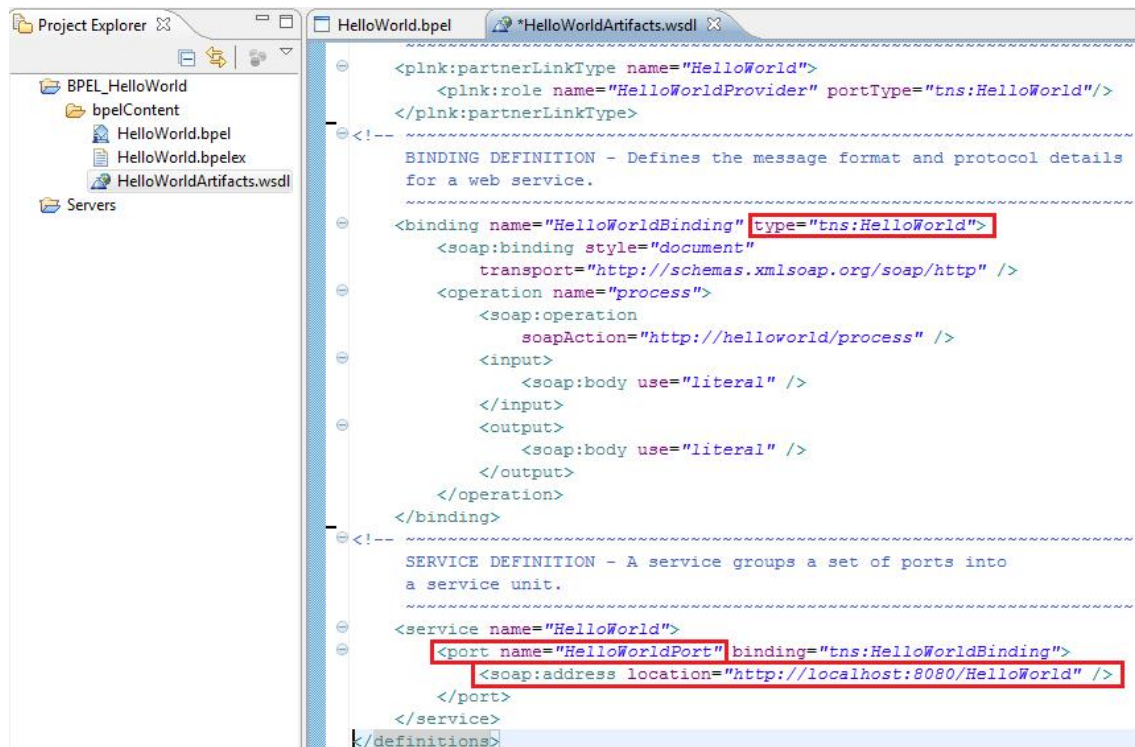 Project Explorer
BPEL_HelloWorld
bpelContent
HelloWorld.bpel
HelloWorld.bpelex
HelloWorldArtifacts.wsdl
Servers
HelloWorld.bpel
*HelloWorldArtifacts.wsdl
~~~~~~~~~~~~~~~~~~~~~~~~~~~~~~~~~~~~~~~~~~~~~~~~~~~~~~~~~~~~~~~~~~~~~
<plnk:partnerLinkType name="HelloWorld">
<plnk:role name="HelloWorldProvider" portType="tns:HelloWorld"/>
</plnk:partnerLinkType>
<!-- ~~~~~~~~~~~~~~~~~~~~~~~~~~~~~~~~~~~~~~~~~~~~~~~~~~~~~~~~~~~~~~~~~~~~~
BINDING DEFINITION - Defines the message format and protocol details
for a web service.
~~~~~~~~~~~~~~~~~~~~~~~~~~~~~~~~~~~~~~~~~~~~~~~~~~~~~~~~~~~~~~~~~~~~~
<binding name="HelloWorldBinding" type="tns:HelloWorld">
<soap:binding style="document"
transport="http://schemas.xmlsoap.org/soap/http" />
<operation name="process">
<soap:operation
soapAction="http://helloworld/process" />
<input>
<soap:body use="literal" />
</input>
<output>
<soap:body use="literal" />
</output>
</operation>
</binding>
<!-- ~~~~~~~~~~~~~~~~~~~~~~~~~~~~~~~~~~~~~~~~~~~~~~~~~~~~~~~~~~~~~~~~~~~~~
SERVICE DEFINITION - A service groups a set of ports into
a service unit.
~~~~~~~~~~~~~~~~~~~~~~~~~~~~~~~~~~~~~~~~~~~~~~~~~~~~~~~~~~~~~~~~~~~~~
<service name="HelloWorld">
<port name="HelloWorldPort" binding="tns:HelloWorldBinding">
<soap:address location="http://localhost:8080/HelloWorld" />
</port>
</service>
</definitions>